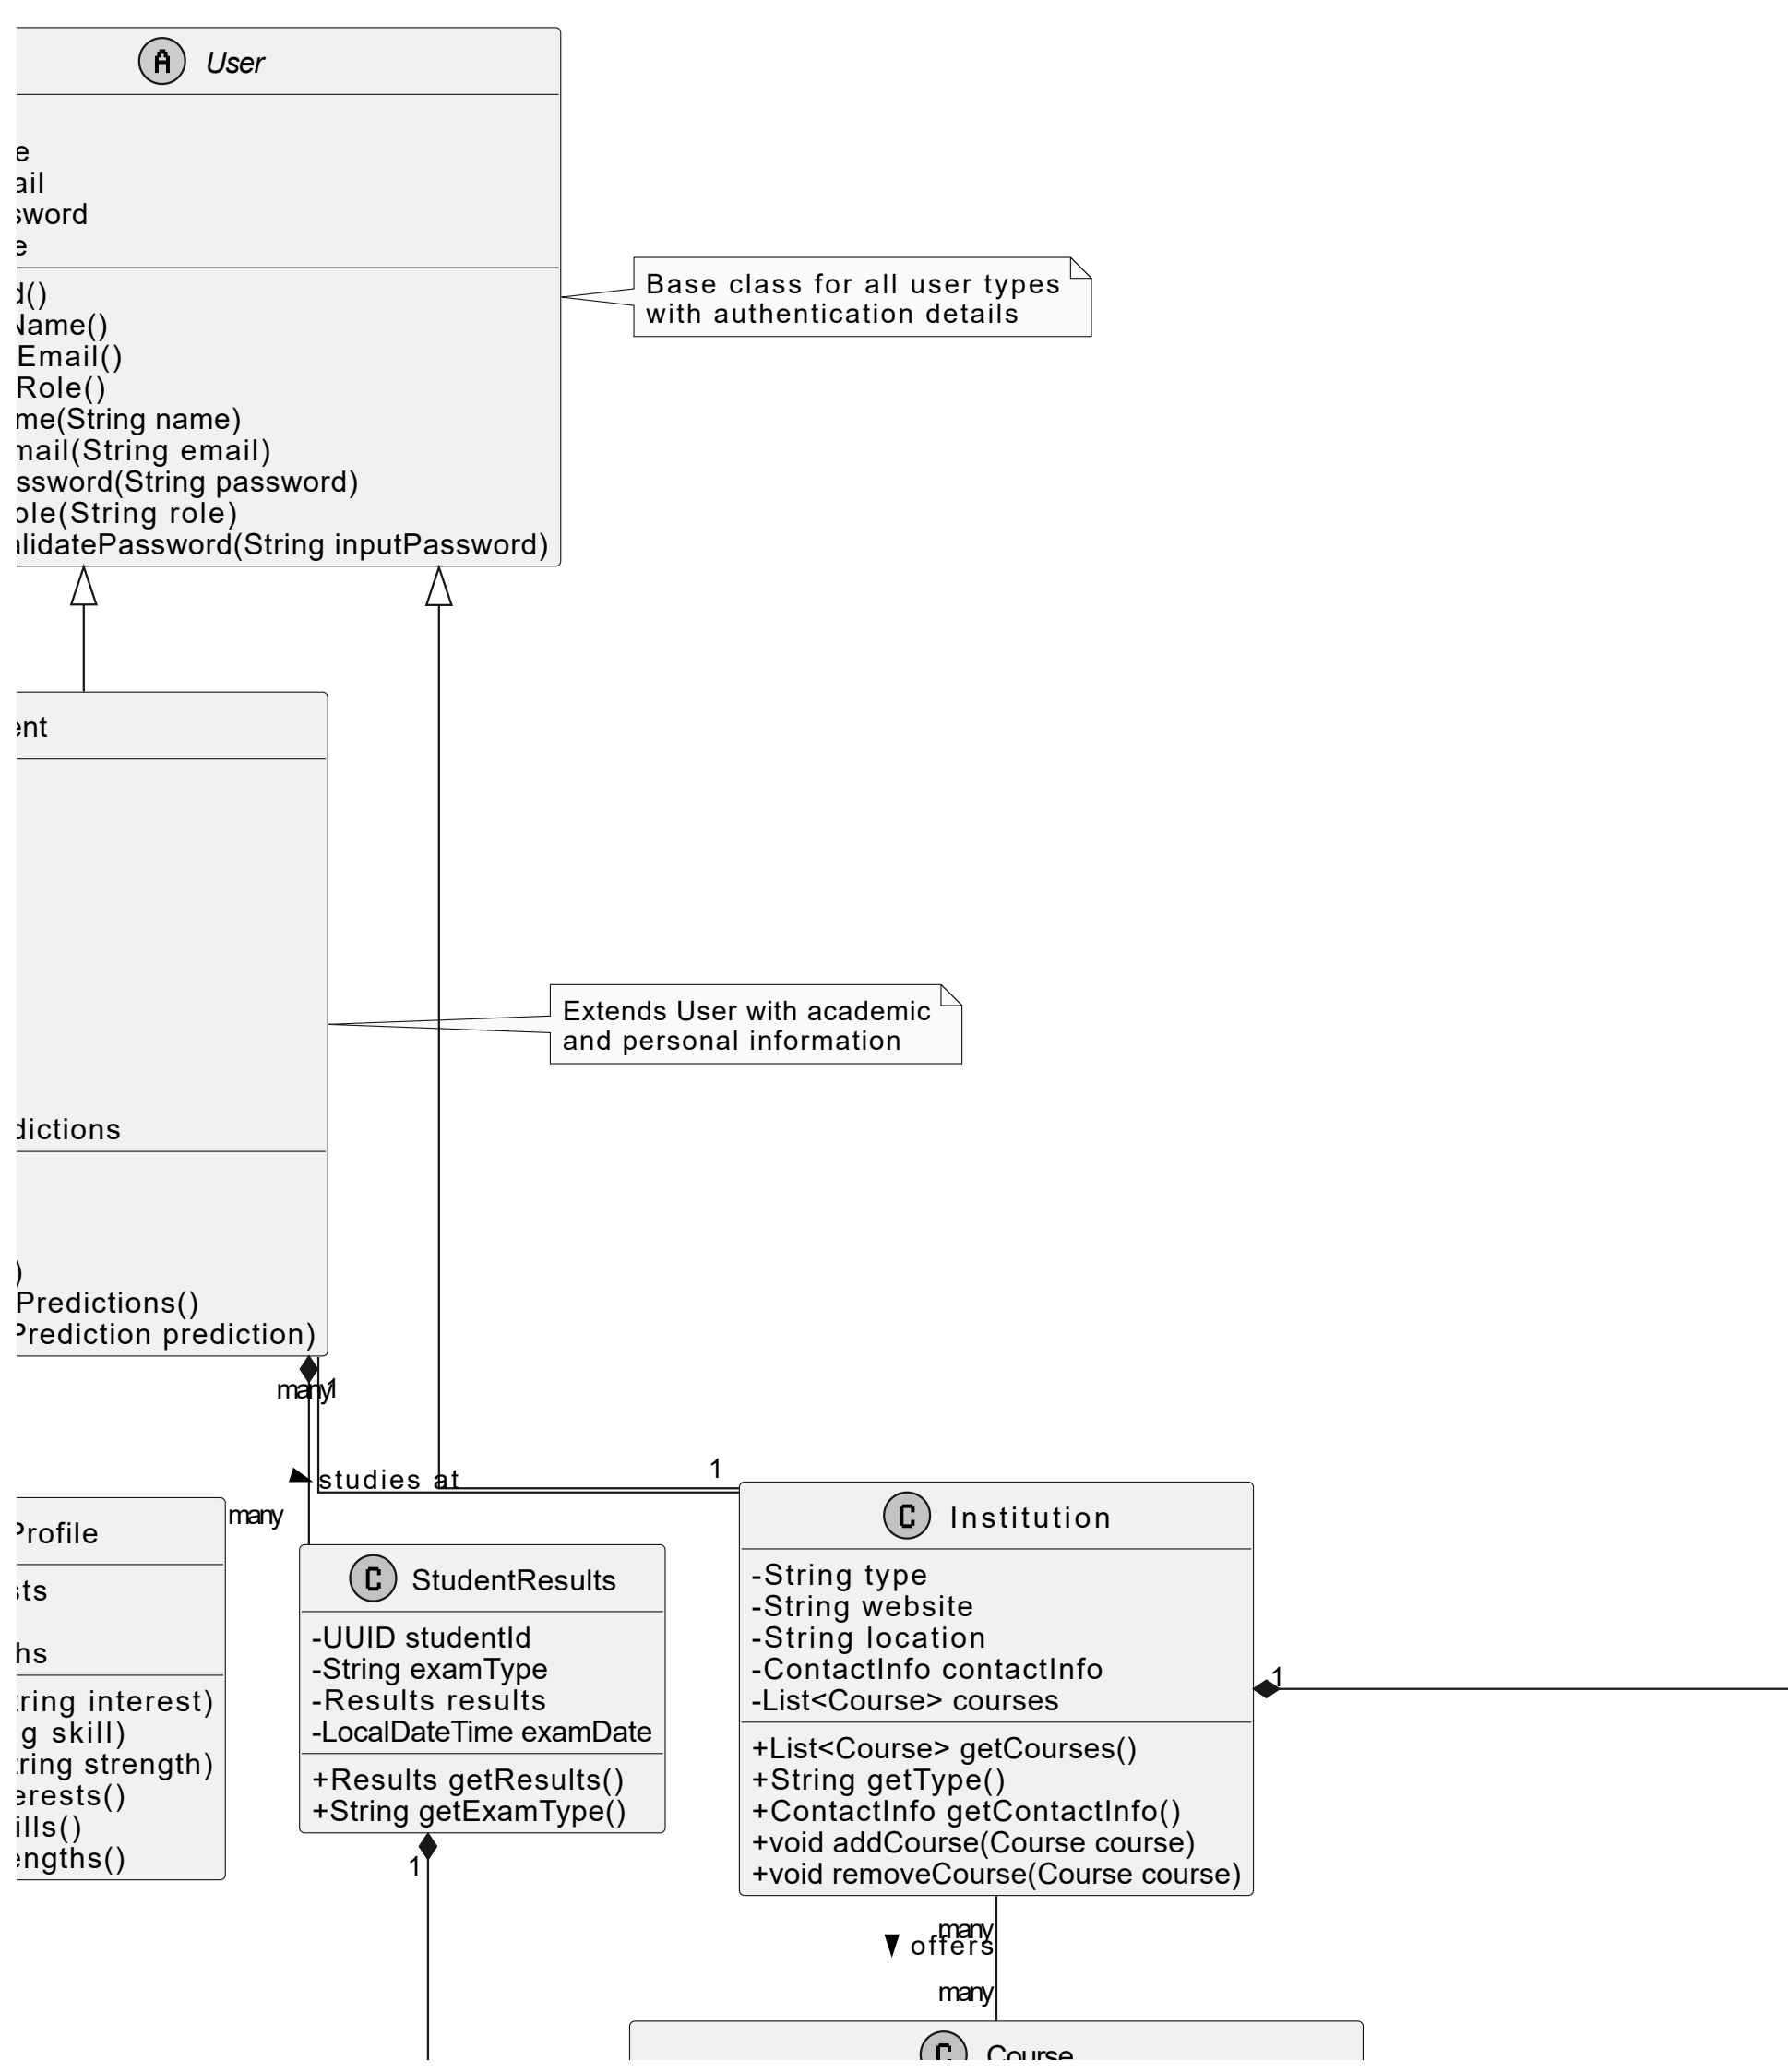 A User
e
ail
sword
e
d()
Name()
Email()
Role()
me(String name)
mail(String email)
ssword(String password)
ole(String role)
alidatePassword(String inputPassword)
Base class for all user types
with authentication details
ent
dictions
)
Predictions()
Prediction prediction)
Extends User with academic
and personal information
many
1
studies at
1
many
Profile
sts
hs
tring interest)
g skill)
tring strength)
erests()
ills()
engths()
C StudentResults
-UUID studentId
-String examType
-Results results
-LocalDateTime examDate
+Results getResults()
+String getExamType()
1
C Institution
-String type
-String website
-String location
-ContactInfo contactInfo
-List<Course> courses
+List<Course> getCourses()
+String getType()
+ContactInfo getContactInfo()
+void addCourse(Course course)
+void removeCourse(Course course)
1
many
offers
many
C Course